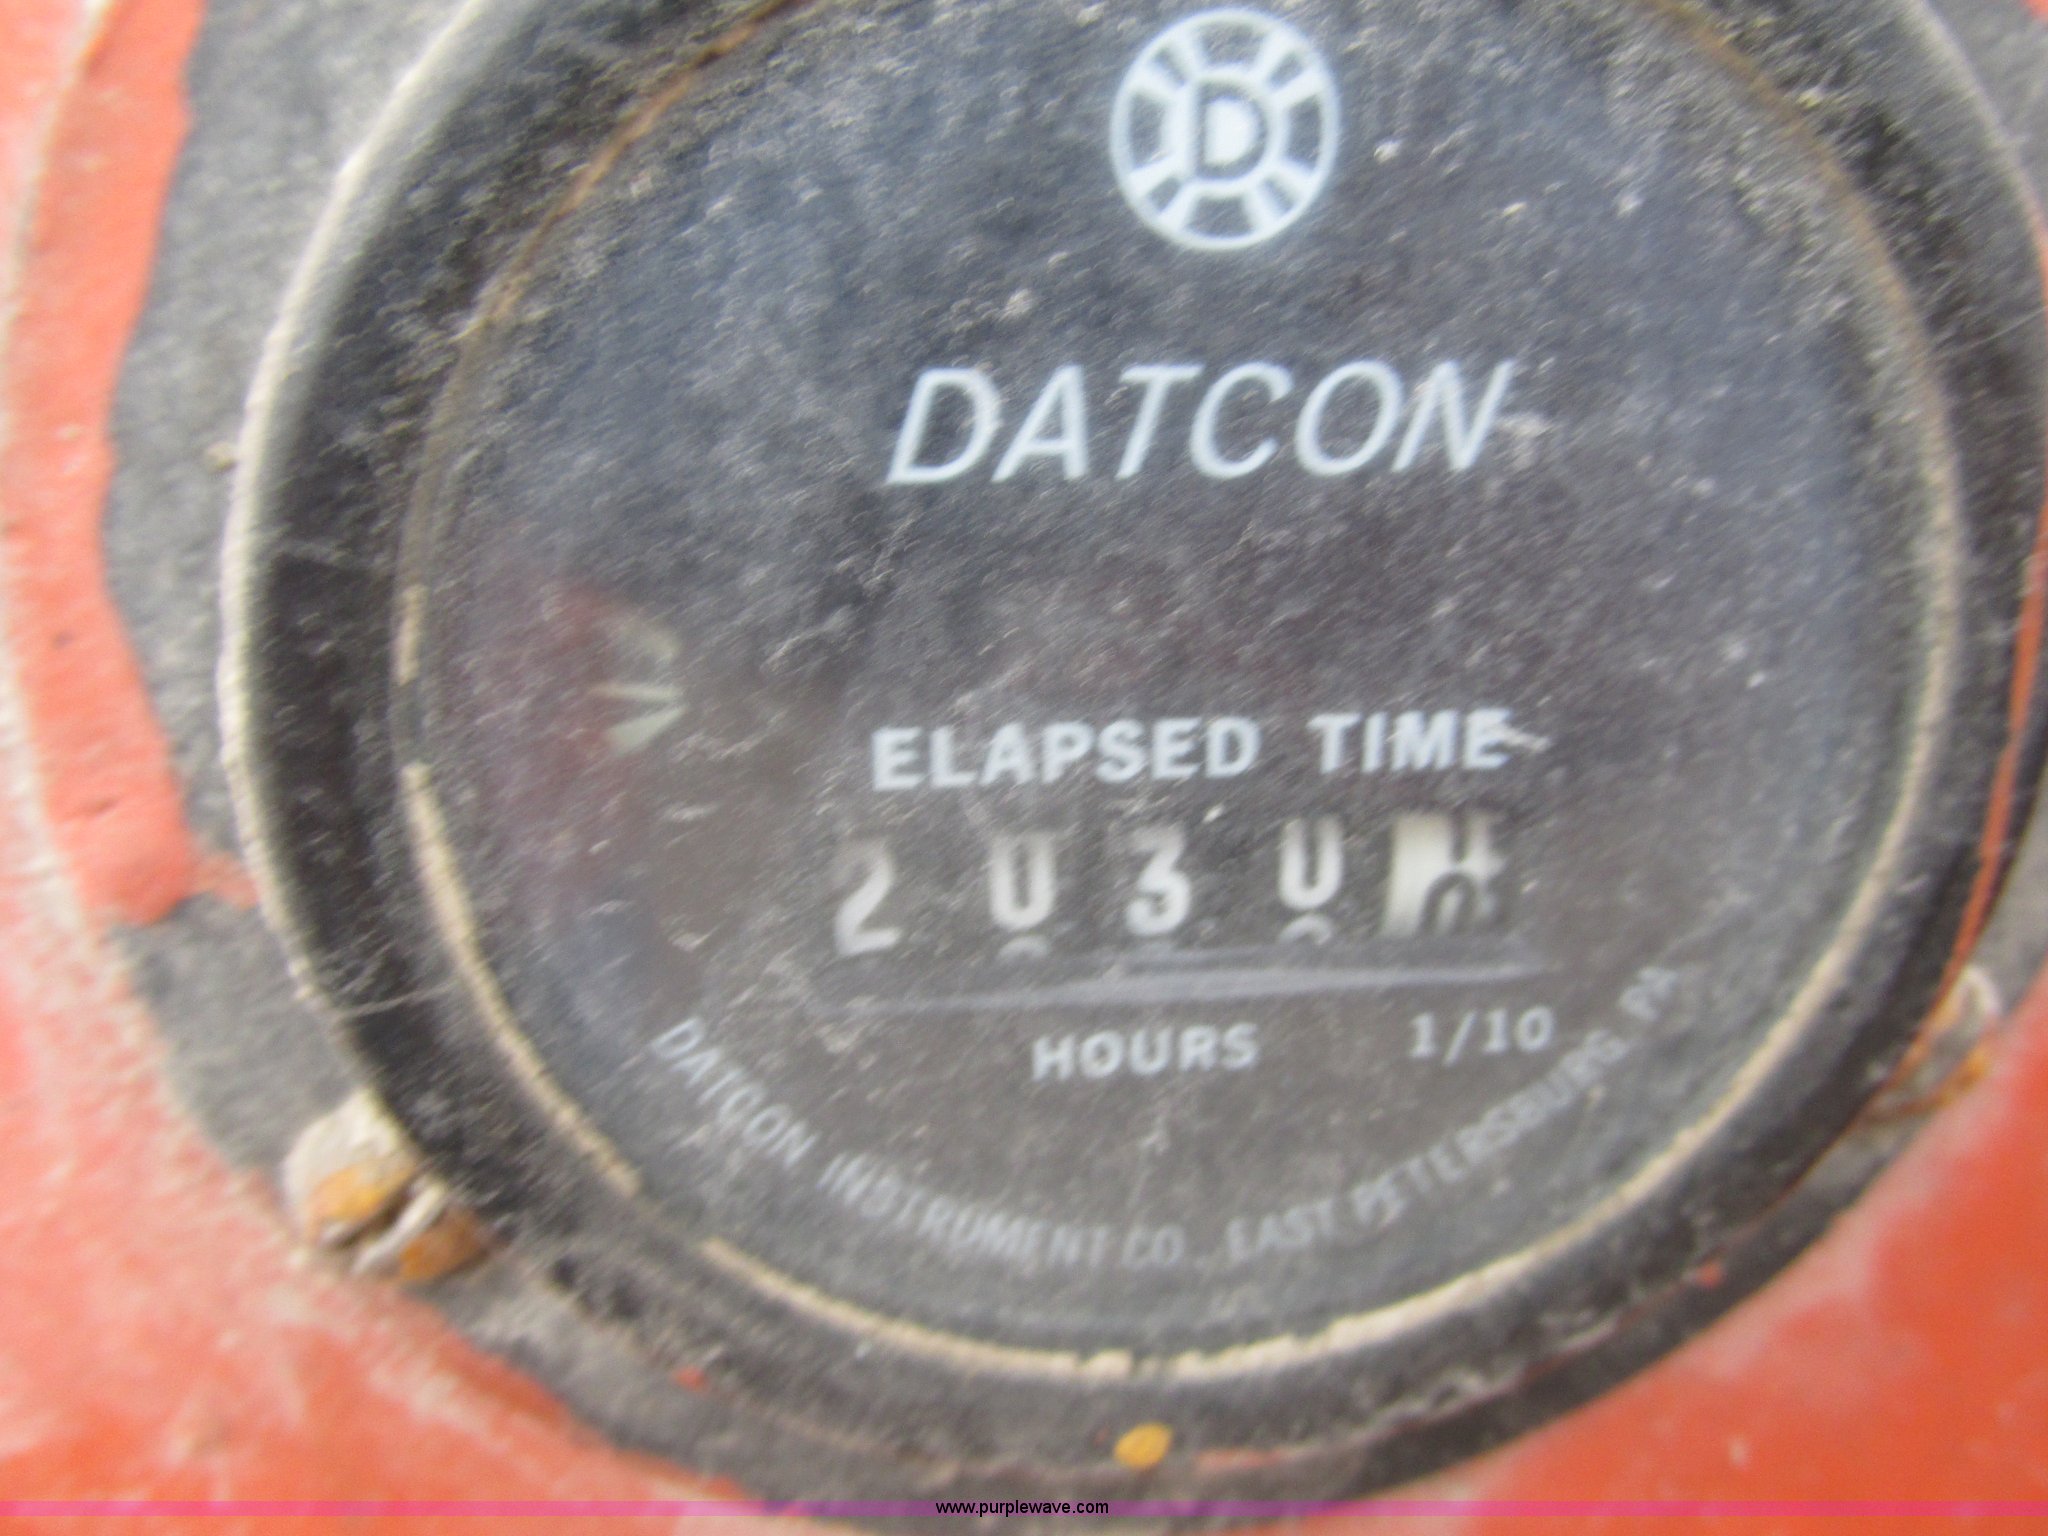 D
DATCON
ELAPSED TIME
2030
HOURS 1/10
DATCON INSTRUMENT CO., EAST PETERSBURG, PA
www.purplewave.com